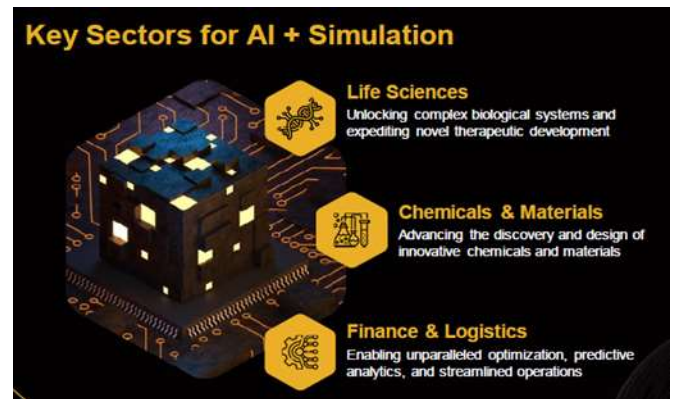 Key Sectors for AI + Simulation
Life Sciences
Unlocking complex biological systems and
expediting novel therapeutic development
Chemicals & Materials
Advancing the discovery and design of
innovative chemicals and materials
Finance & Logistics
Enabling unparalleled optimization, predictive
analytics, and streamlined operations